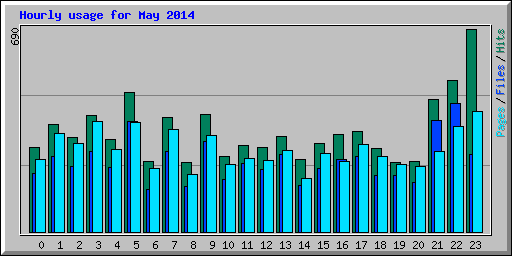 Hourly usage for May 2014
690
Pages / Files / Hits
0 1 2 3 4 5 6 7 8 9 10 11 12 13 14 15 16 17 18 19 20 21 22 23